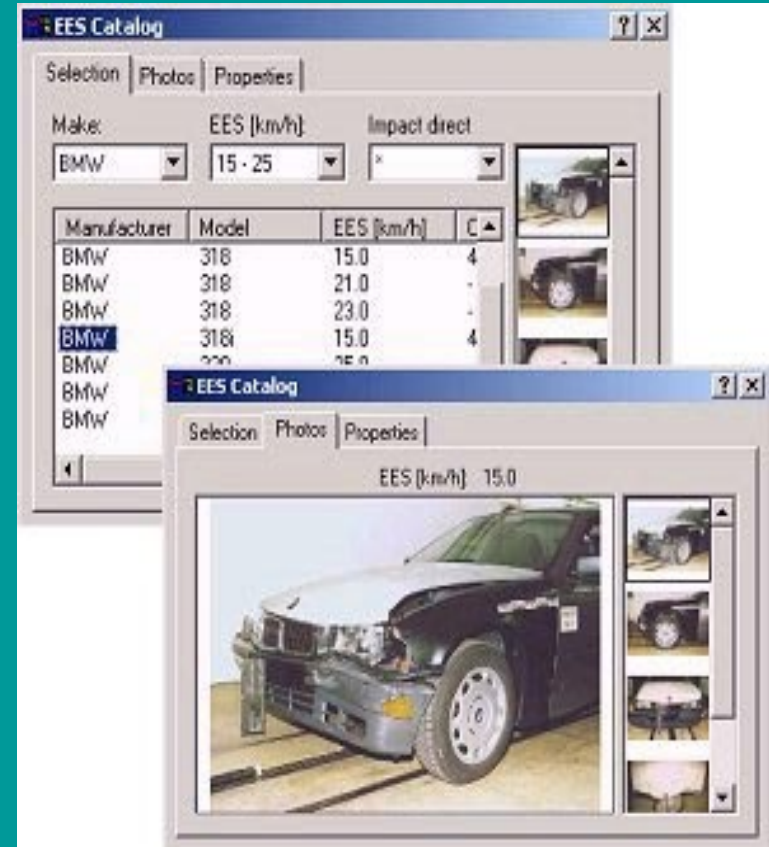 EES Catalog
Selection Photos Properties
Make: EES [km/h]: Impact direct
BMW 15 - 25 *
Manufacturer Model EES [km/h] C
BMW 318 15.0 4
BMW 318 21.0 -
BMW 318 23.0 -
BMW 318i 15.0 4
BMW
BMW
BMW
EES Catalog
Selection Photos Properties
EES [km/h]: 15.0